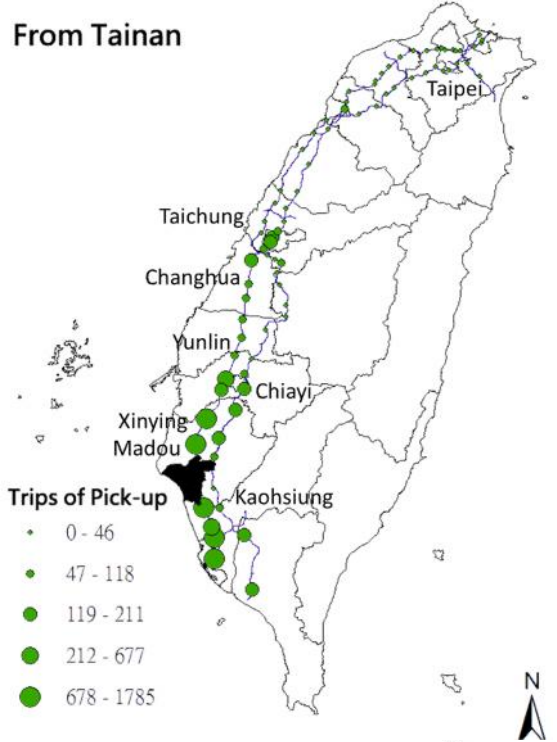 From Tainan
Taipei
Taichung
Changhua
Yunlin
Chiayi
Xinying
Madou
Kaohsiung
Trips of Pick-up
0 - 46
47 - 118
119 - 211
212 - 677
678 - 1785
N